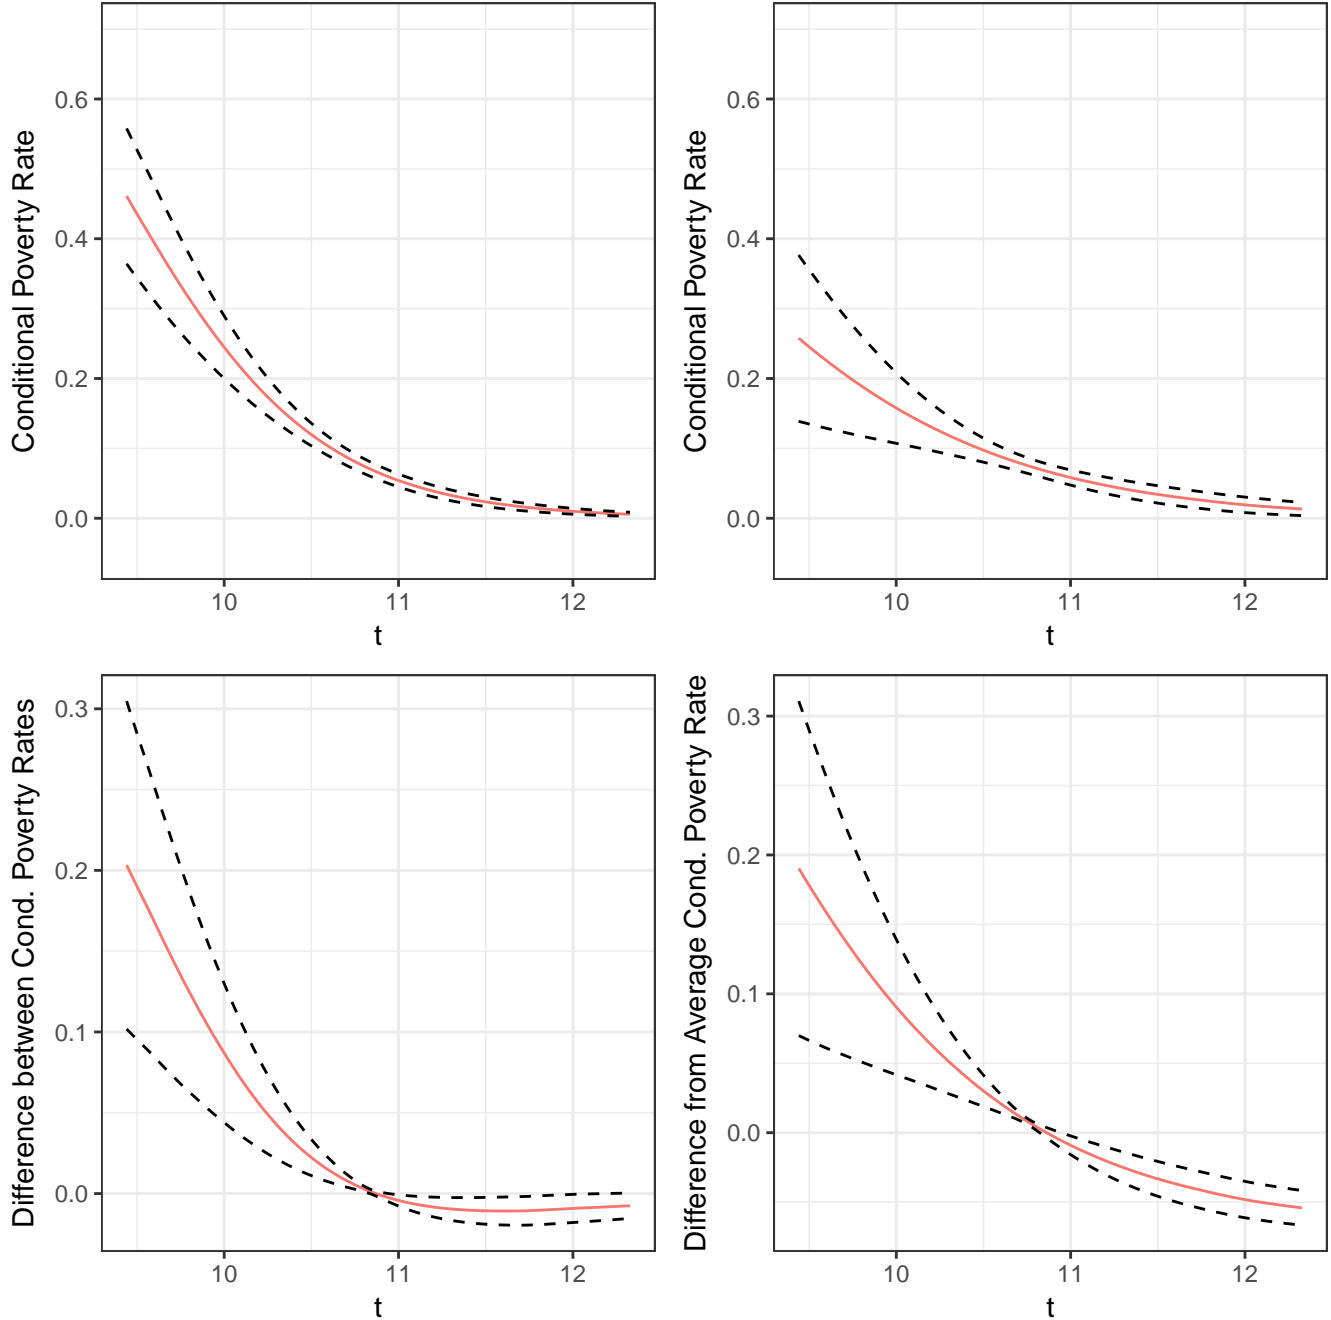 Conditional Poverty Rate
0.6
0.4
0.2
0.0
10 11 12
t
Conditional Poverty Rate
0.6
0.4
0.2
0.0
10 11 12
t
Difference between Cond. Poverty Rates
0.3
0.2
0.1
0.0
10 11 12
t
Difference from Average Cond. Poverty Rate
0.3
0.2
0.1
0.0
10 11 12
t